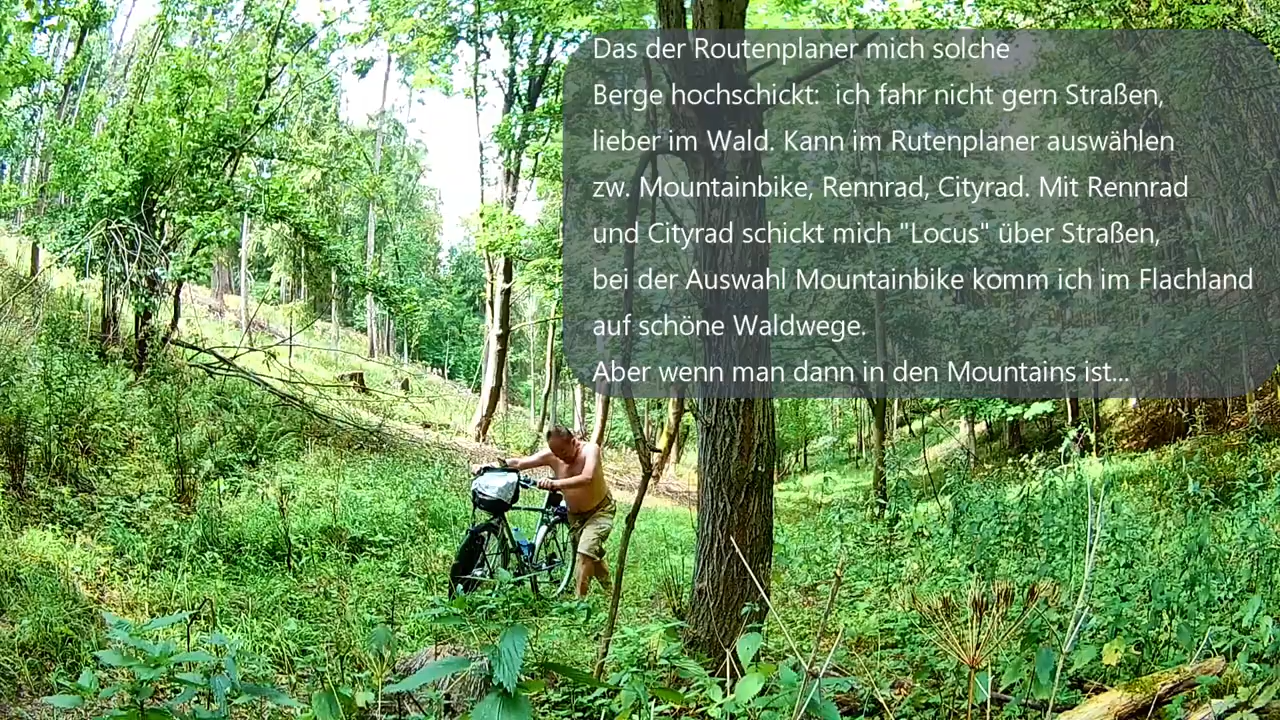 Das der Routenplaner mich solche
Berge hochschickt:  ich fahr nicht gern Straßen,
lieber im Wald. Kann im Rutenplaner auswählen
zw. Mountainbike, Rennrad, Cityrad. Mit Rennrad
und Cityrad schickt mich "Locus" über Straßen,
bei der Auswahl Mountainbike komm ich im Flachland
auf schöne Waldwege.
Aber wenn man dann in den Mountains ist...